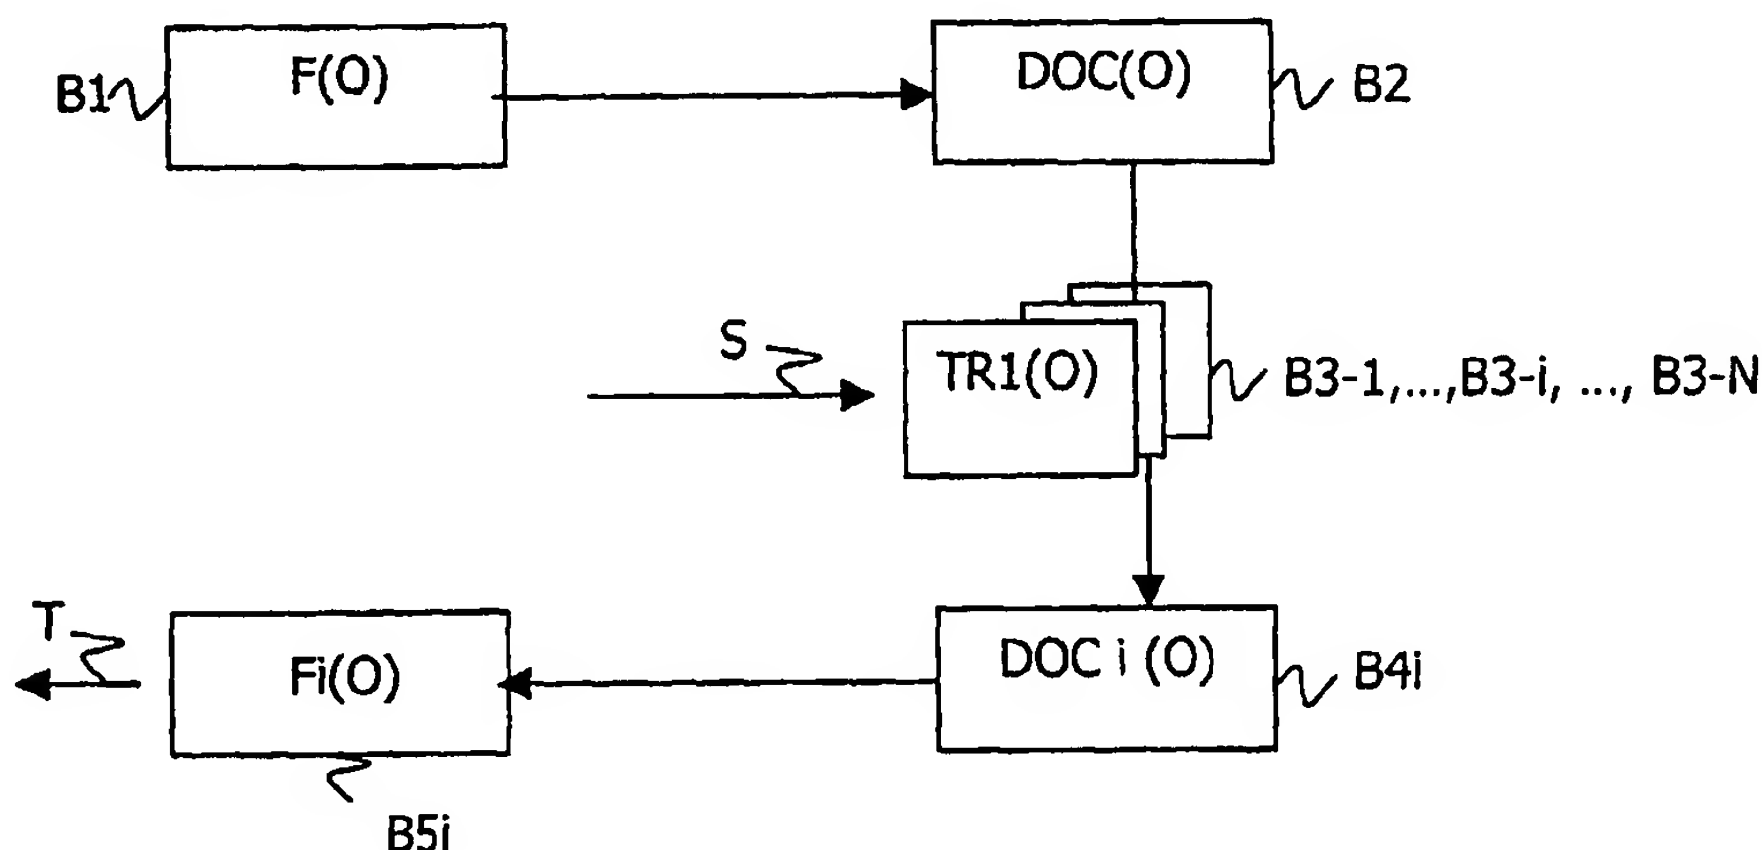 B1
F(O)
DOC(O)
B2
S
TR1(O)
B3-1,...,B3-i, ..., B3-N
T
Fi(O)
DOC i (O)
B4i
B5i